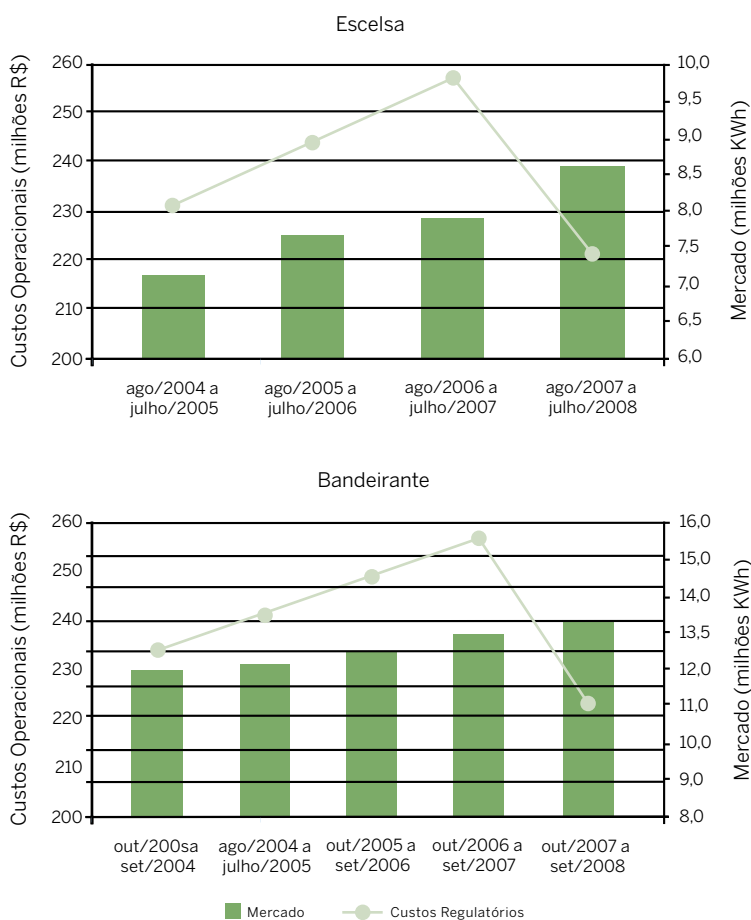 Escelsa
Custos Operacionais (milhões R$)
260
250
240
230
220
210
200
10,0
9,5
9,0
8,5
8,0
7,5
7,0
6,5
6,0
Mercado (milhões KWh)
ago/2004 a
julho/2005
ago/2005 a
julho/2006
ago/2006 a
julho/2007
ago/2007 a
julho/2008
Bandeirante
Custos Operacionais (milhões R$)
260
250
240
230
220
210
200
16,0
15,0
14,0
13,5
12,0
11,0
10,0
9,0
8,0
Mercado (milhões KWh)
out/200sa
set/2004
ago/2004 a
julho/2005
out/2005 a
set/2006
out/2006 a
set/2007
out/2007 a
set/2008
Mercado
Custos Regulatórios